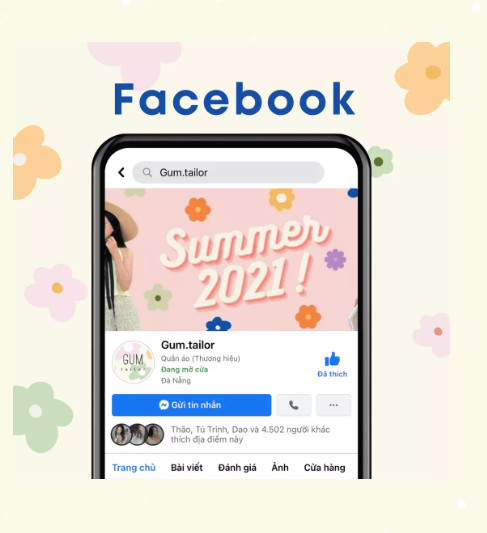 Facebook
Gum.tailor
Summer
2021!
Gum.tailor
GUM
tailor
Quần áo (Thương hiệu)
Đang mở cửa
Đà Nẵng
Đã thích
Gửi tin nhắn
Thảo, Tú Trinh, Dao và 4.502 người khác
thích địa điểm này
Trang chủ Bài viết Đánh giá Ảnh Cửa hàng